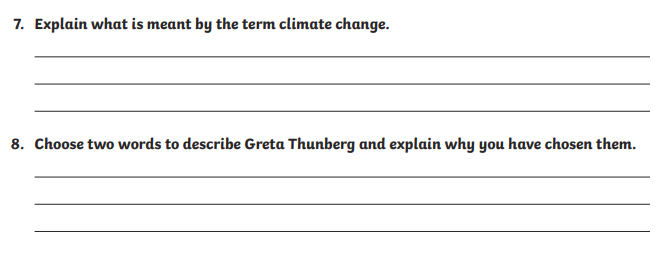 7. Explain what is meant by the term climate change.
8. Choose two words to describe Greta Thunberg and explain why you have chosen them.